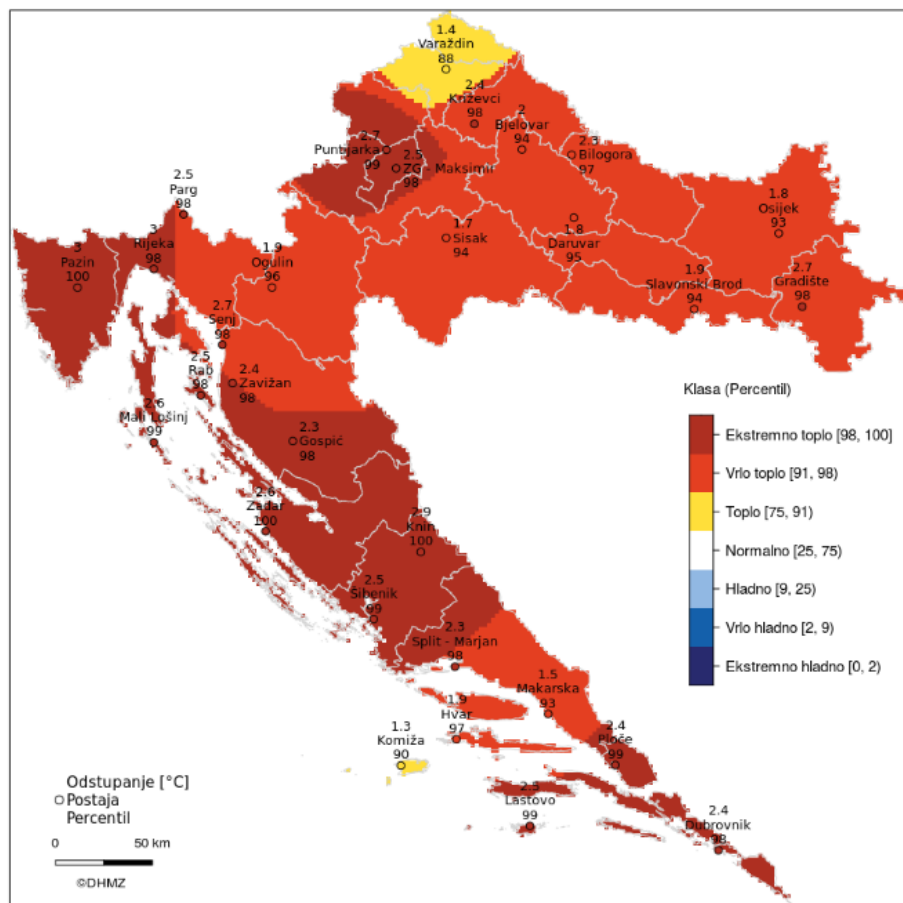 1.4
Varaždin
88
2.4
Križevci
98
2
Bjelovar
94
2.7
Puntijarka
99
2.5
ZG - Maksimir
98
2.3
Bilogora
97
2.5
Parg
98
1.8
Osijek
93
3
Rijeka
98
3
Pazin
100
1.9
Ogulin
96
1.7
Sisak
94
1.8
Daruvar
95
1.9
Slavonski Brod
94
2.7
Gradište
98
2.7
Senj
98
2.5
Rab
98
2.4
Zavižan
98
2.6
Mali Lošinj
99
2.3
Gospić
98
2.6
Zadar
100
2.9
Knin
100
2.5
Šibenik
99
2.3
Split - Marjan
98
1.5
Makarska
93
1.9
Hvar
97
1.3
Komiža
90
2.4
Ploče
99
Lastovo
99
2.4
Dubrovnik
98
Klasa (Percentil)
Ekstremno toplo [98, 100]
Vrlo toplo [91, 98)
Toplo [75, 91)
Normalno [25, 75)
Hladno [9, 25)
Vrlo hladno [2, 9)
Ekstremno hladno [0, 2)
Odstupanje [°C]
Postaja
Percentil
0 50 km
©DHMZ